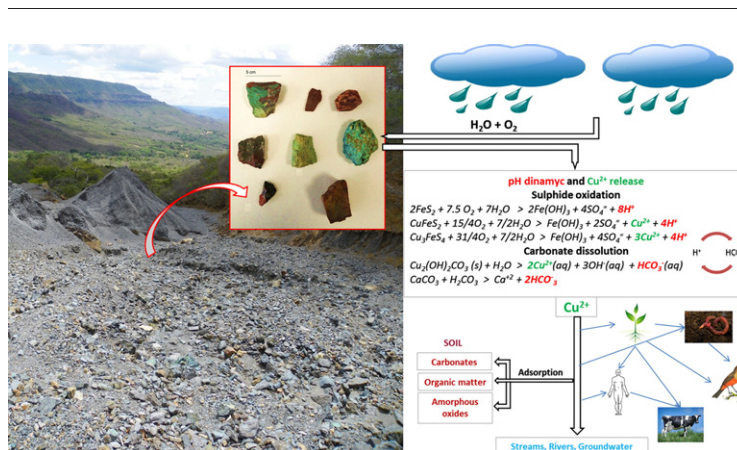 5 cm
H₂O + O₂
pH dinamyc and Cu²⁺ release
Sulphide oxidation
2FeS₂ + 7.5 O₂ + 7H₂O > 2Fe(OH)₃ + 4SO₄⁺ + 8H⁺
CuFeS₂ + 15/4O₂ + 7/2H₂O > Fe(OH)₃ + 2SO₄⁺ + Cu²⁺ + 4H⁺
Cu₃FeS₄ + 31/4O₂ + 7/2H₂O > Fe(OH)₃ + 4SO₄⁺ + 3Cu²⁺ + 4H⁺
Carbonate dissolution
Cu₂(OH)₂CO₃ (s) + H₂O > 2Cu²⁺(aq) + 3OH⁻(aq) + HCO₃⁻(aq)
CaCO₃ + H₂CO₃ > Ca⁺² + 2HCO⁻₃
H⁺
HCO
Cu²⁺
SOIL
Carbonates
Organic matter
Amorphous
oxides
Adsorption
Streams, Rivers, Groundwater